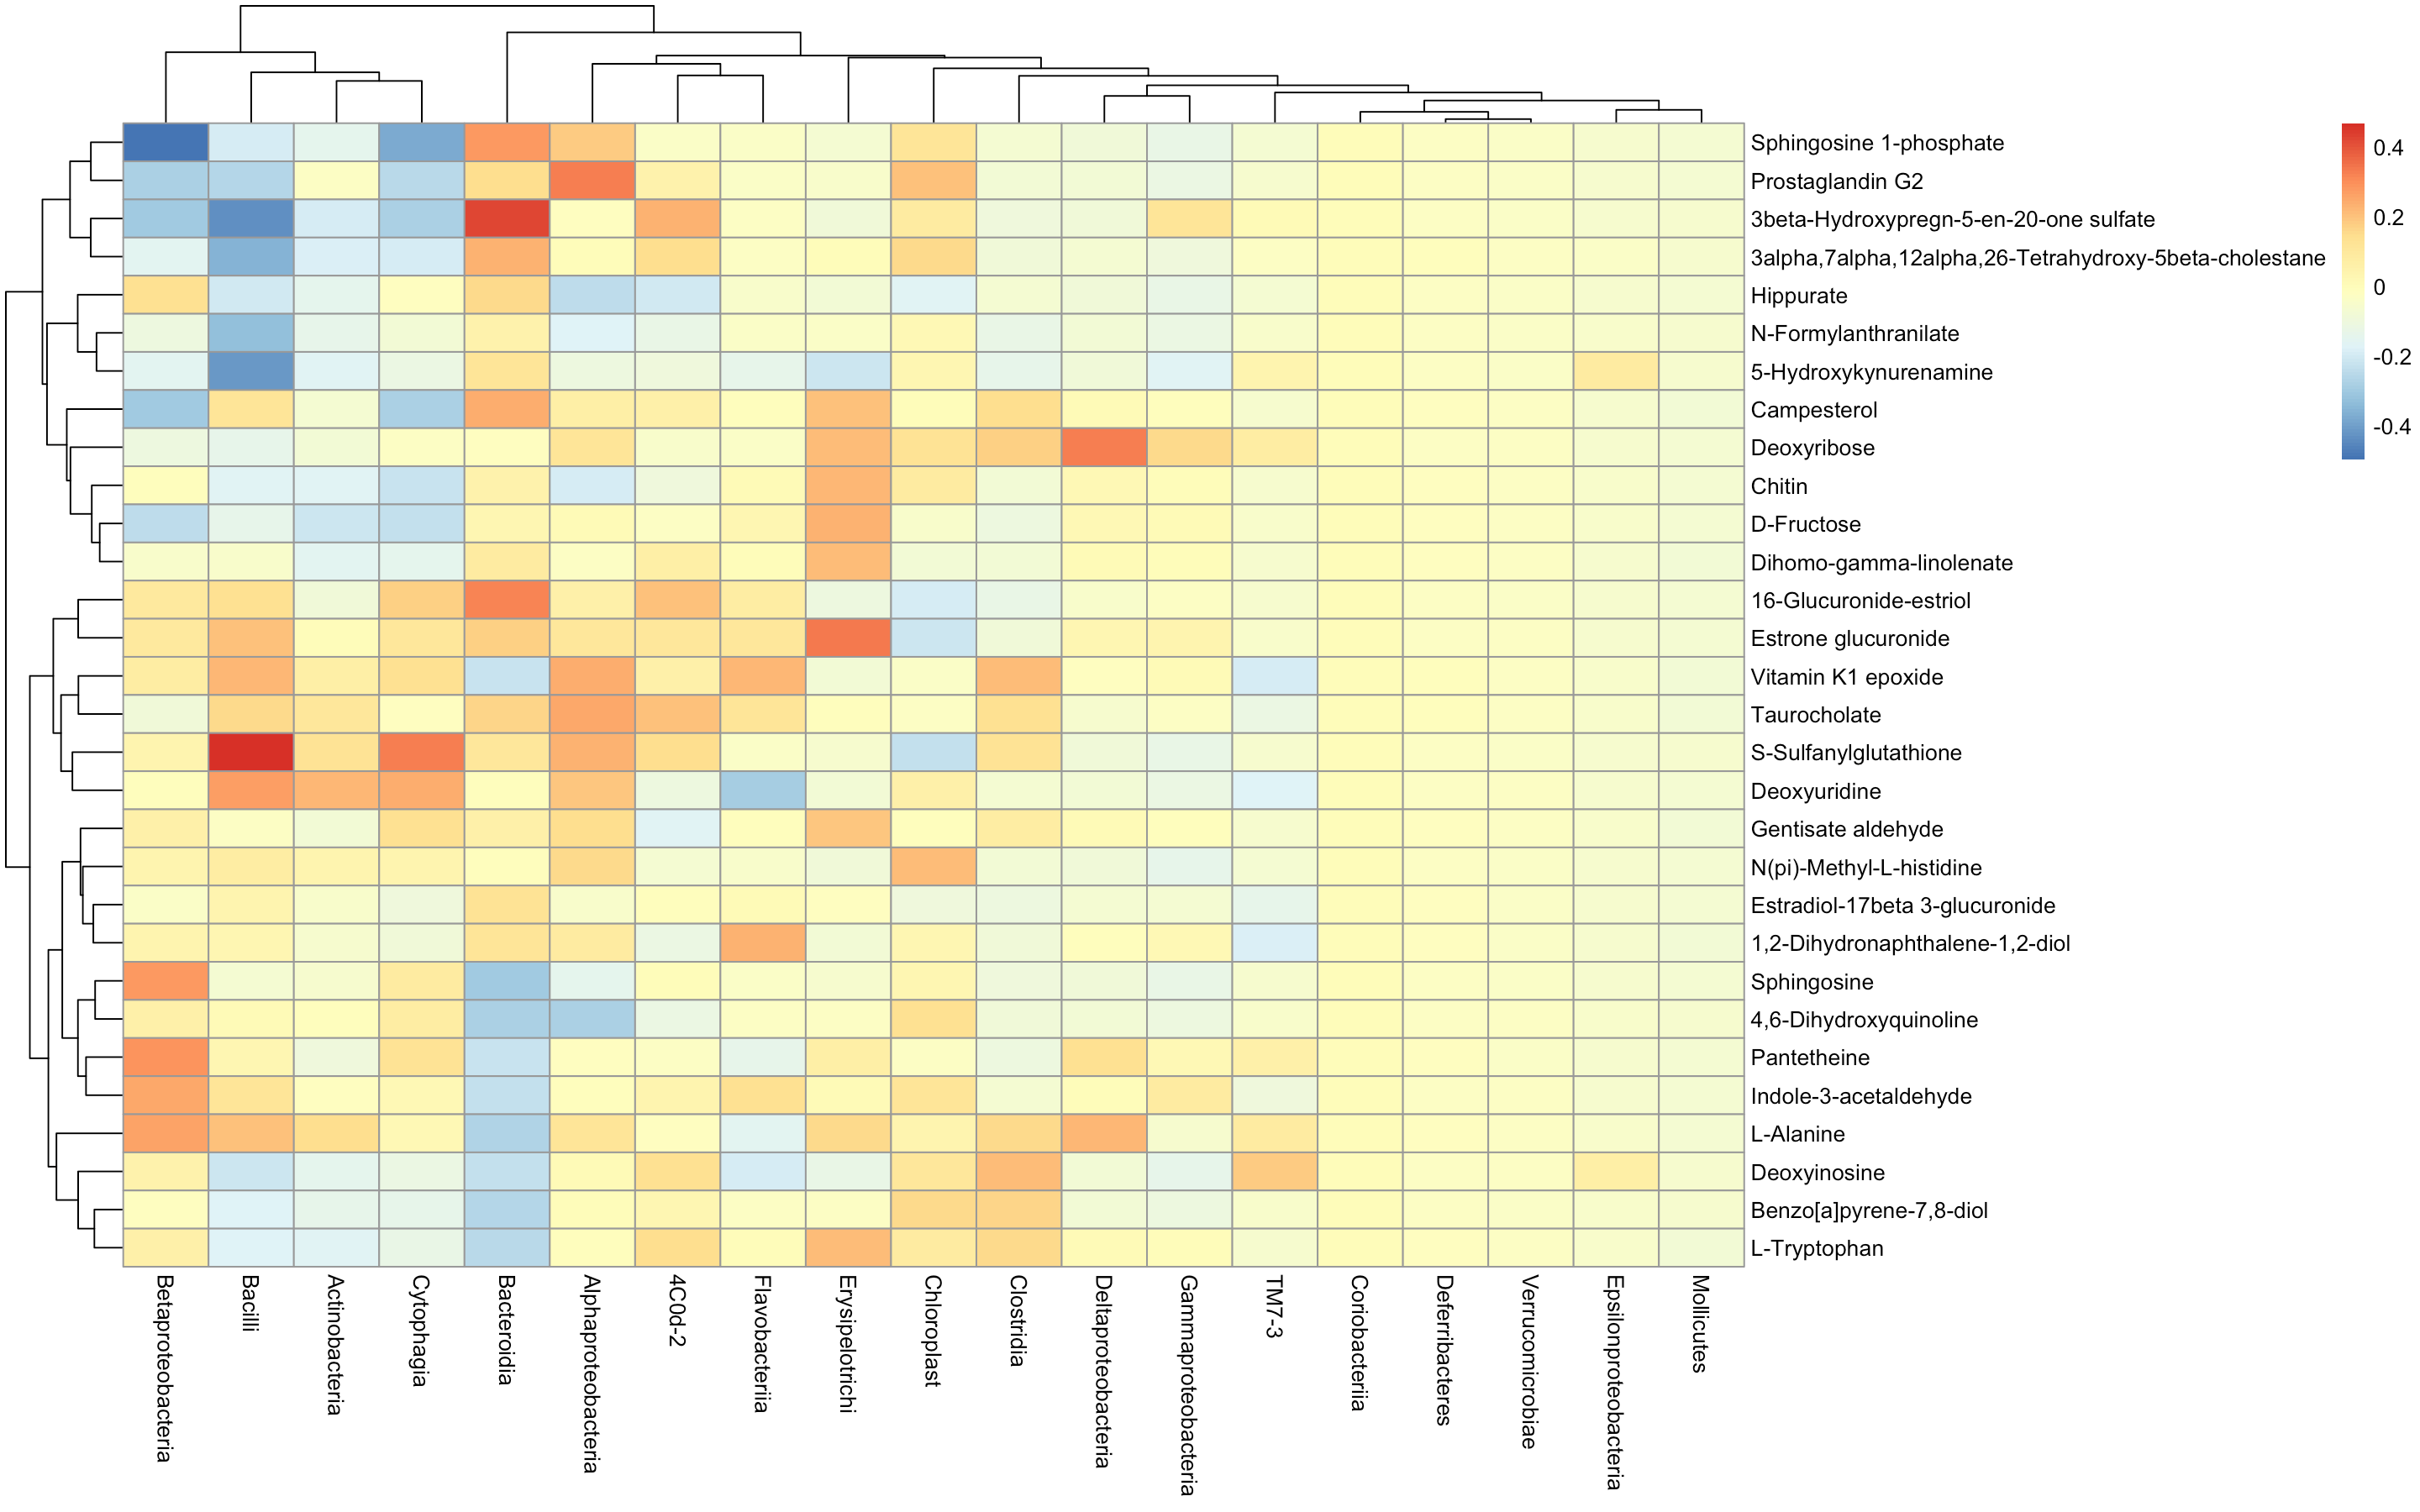 Sphingosine 1-phosphate
Prostaglandin G2
3beta-Hydroxypregn-5-en-20-one sulfate
3alpha,7alpha,12alpha,26-Tetrahydroxy-5beta-cholestane
Hippurate
N-Formylanthranilate
5-Hydroxykynurenamine
Campesterol
Deoxyribose
Chitin
D-Fructose
Dihomo-gamma-linolenate
16-Glucuronide-estriol
Estrone glucuronide
Vitamin K1 epoxide
Taurocholate
S-Sulfanylglutathione
Deoxyuridine
Gentisate aldehyde
N(pi)-Methyl-L-histidine
Estradiol-17beta 3-glucuronide
1,2-Dihydronaphthalene-1,2-diol
Sphingosine
4,6-Dihydroxyquinoline
Pantetheine
Indole-3-acetaldehyde
L-Alanine
Deoxyinosine
Benzo[a]pyrene-7,8-diol
L-Tryptophan
0.4
0.2
0
-0.2
-0.4
Betaproteobacteria
Bacilli
Actinobacteria
Cytophagia
Bacteroidia
Alphaproteobacteria
4C0d-2
Flavobacteriia
Erysipelotrichi
Chloroplast
Clostridia
Deltaproteobacteria
Gammaproteobacteria
TM7-3
Coriobacteriia
Deferribacteres
Verrucomicrobiae
Epsilonproteobacteria
Mollicutes